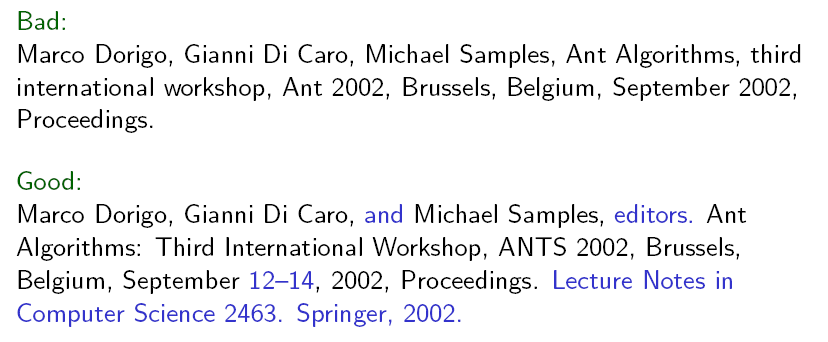 Bad:
Marco Dorigo, Gianni Di Caro, Michael Samples, Ant Algorithms, third
international workshop, Ant 2002, Brussels, Belgium, September 2002,
Proceedings.
Good:
Marco Dorigo, Gianni Di Caro, and Michael Samples, editors. Ant
Algorithms: Third International Workshop, ANTS 2002, Brussels,
Belgium, September 12–14, 2002, Proceedings. Lecture Notes in
Computer Science 2463. Springer, 2002.